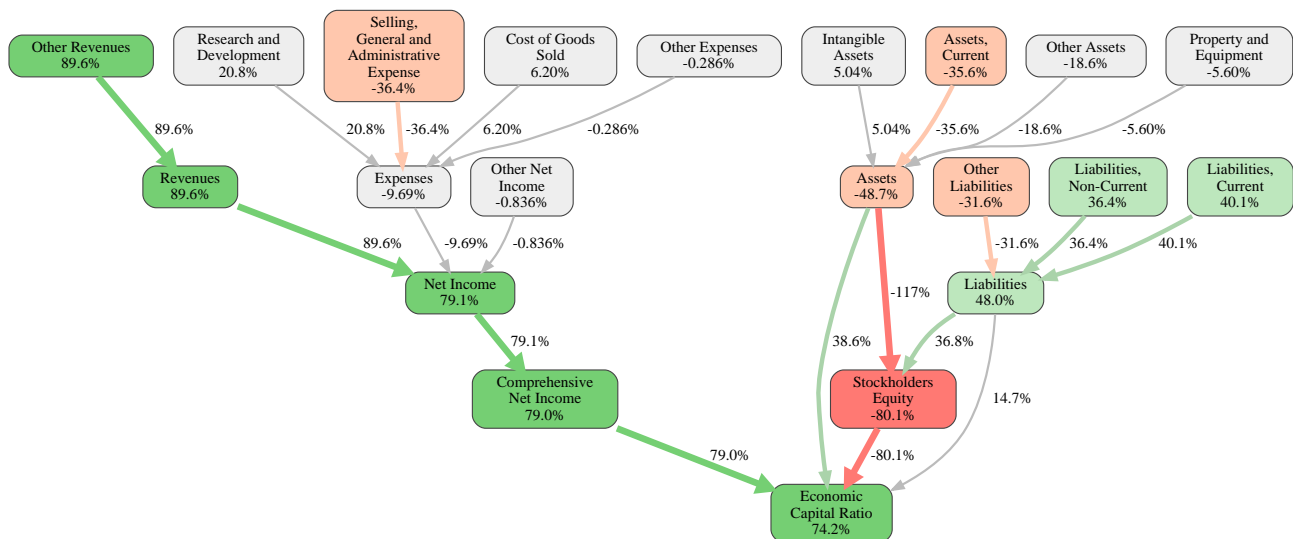 Other Revenues
89.6%
Research and
Development
20.8%
Selling,
General and
Administrative
Expense
-36.4%
Cost of Goods
Sold
6.20%
Other Expenses
-0.286%
Intangible
Assets
5.04%
Assets,
Current
-35.6%
Other Assets
-18.6%
Property and
Equipment
-5.60%
89.6%
20.8%
-36.4%
6.20%
-0.286%
5.04%
-35.6%
-18.6%
-5.60%
Revenues
89.6%
Expenses
-9.69%
Other Net
Income
-0.836%
Assets
-48.7%
Other
Liabilities
-31.6%
Liabilities,
Non-Current
36.4%
Liabilities,
Current
40.1%
89.6%
-9.69%
-0.836%
-31.6%
36.4%
40.1%
Net Income
79.1%
-117%
Liabilities
48.0%
79.1%
38.6%
36.8%
Comprehensive
Net Income
79.0%
Stockholders
Equity
-80.1%
14.7%
79.0%
-80.1%
Economic
Capital Ratio
74.2%